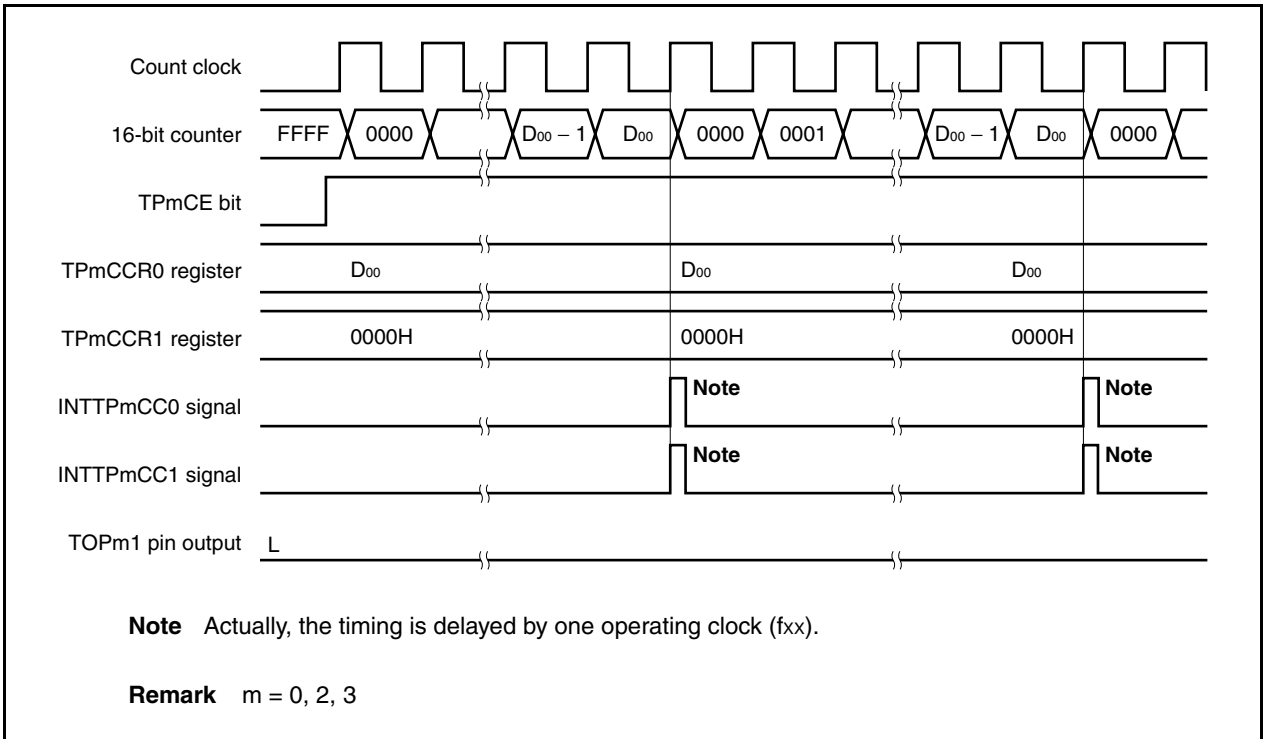 Count clock
16-bit counter FFFF 0000 D00 − 1 D00 0000 0001 D00 − 1 D00 0000
TPmCE bit
TPmCCR0 register D00 D00 D00
TPmCCR1 register 0000H 0000H 0000H
INTTPmCC0 signal Note Note
INTTPmCC1 signal Note Note
TOPm1 pin output L
Note Actually, the timing is delayed by one operating clock (fxx).
Remark m = 0, 2, 3